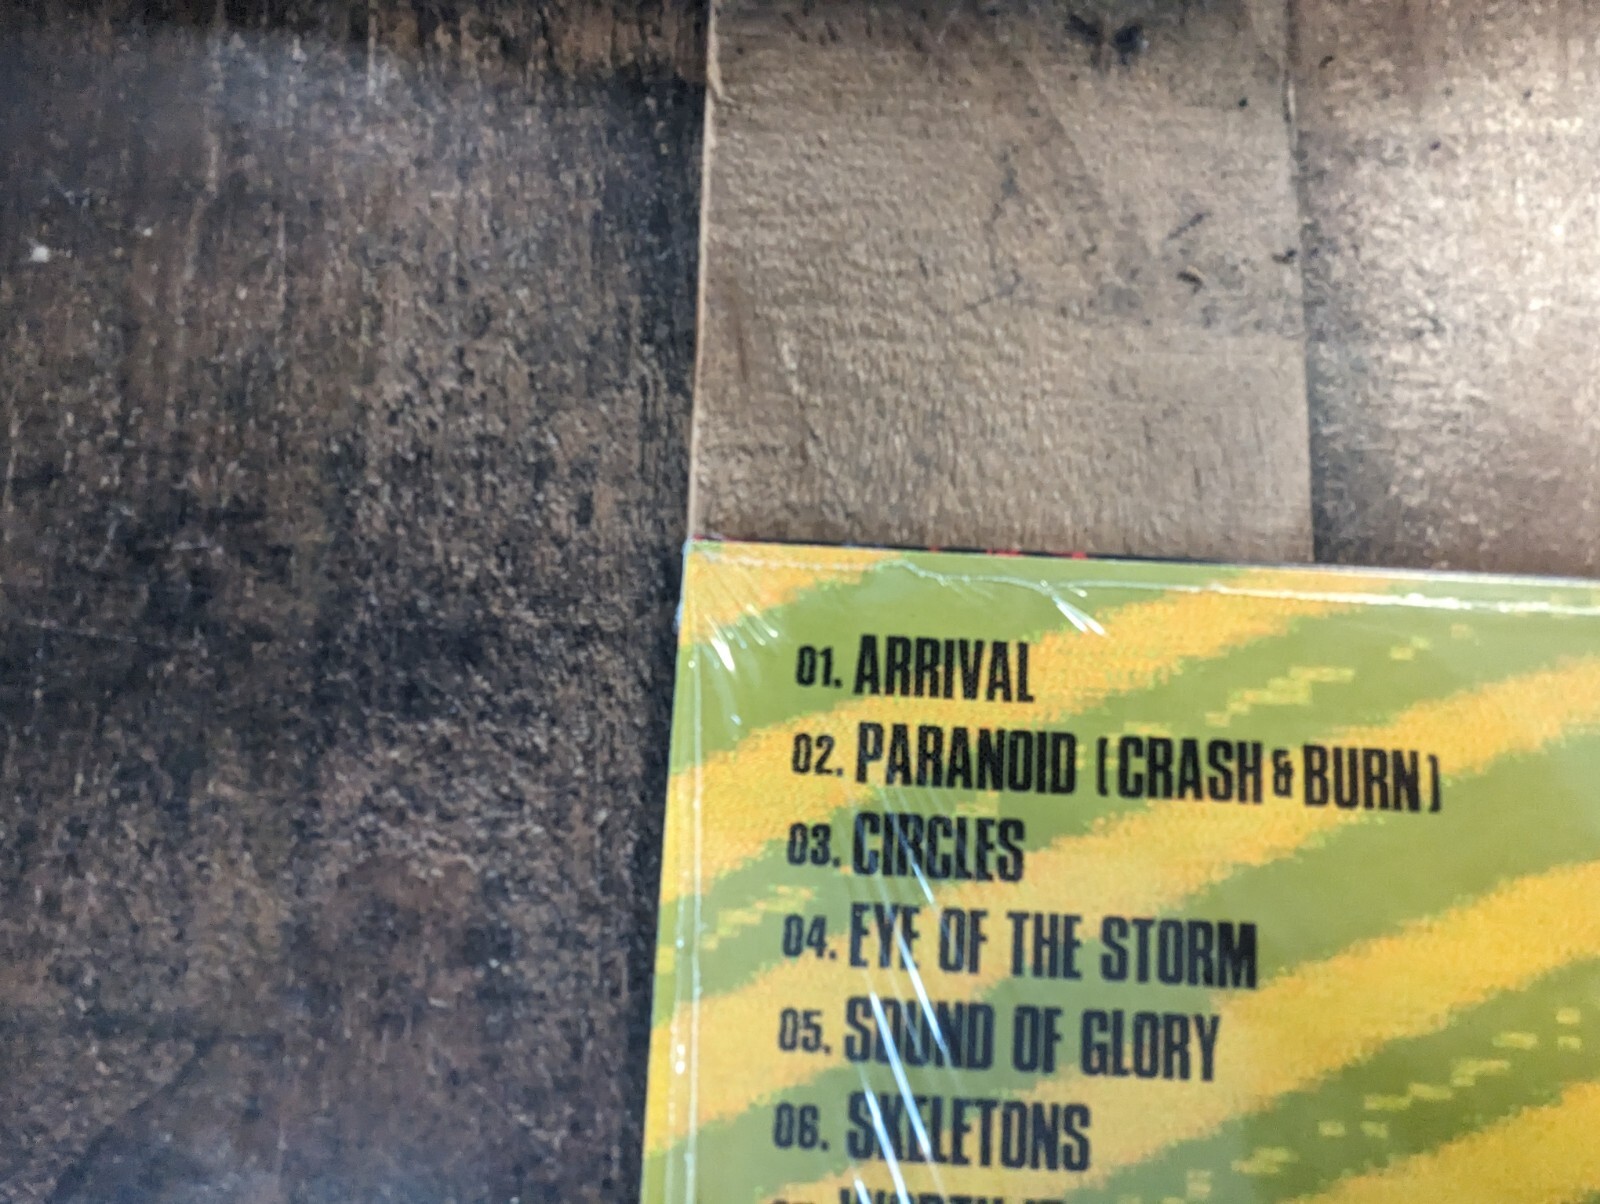 01. ARRIVAL
02. PARANOID (CRASH & BURN)
03. CIRCLES
04. EYE OF THE STORM
05. SOUND OF GLORY
06. SKELETONS